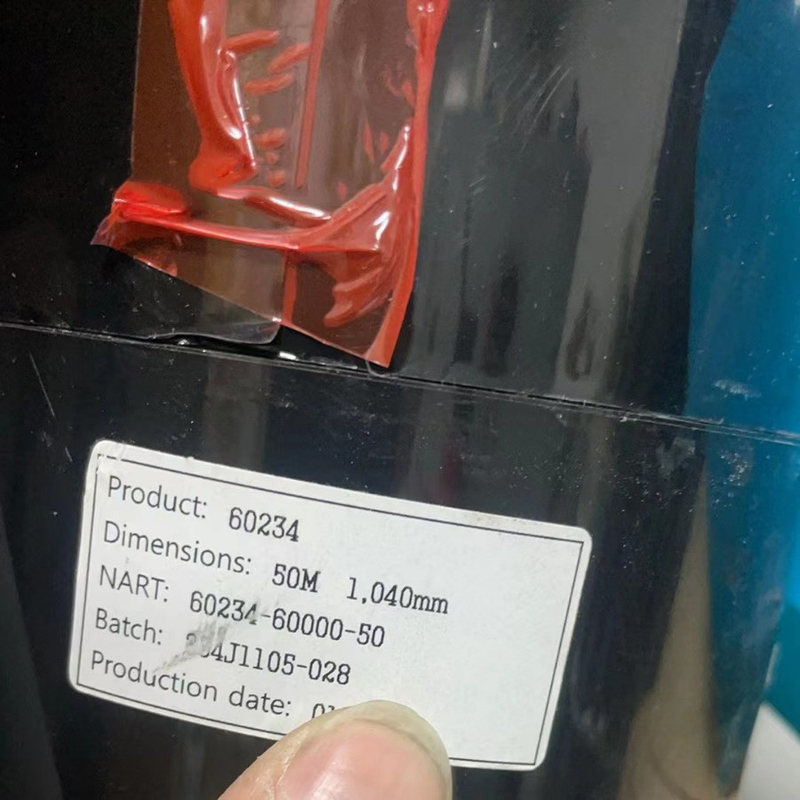 Product: 60234
Dimensions: 50M 1,040mm
NART: 60234-60000-50
Batch:
Production date: